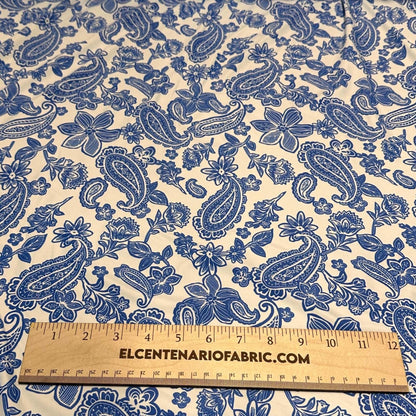 1 2 3 4 5 6 7 8 9 10 11 12
ELCENTENARIOFABRIC.COM